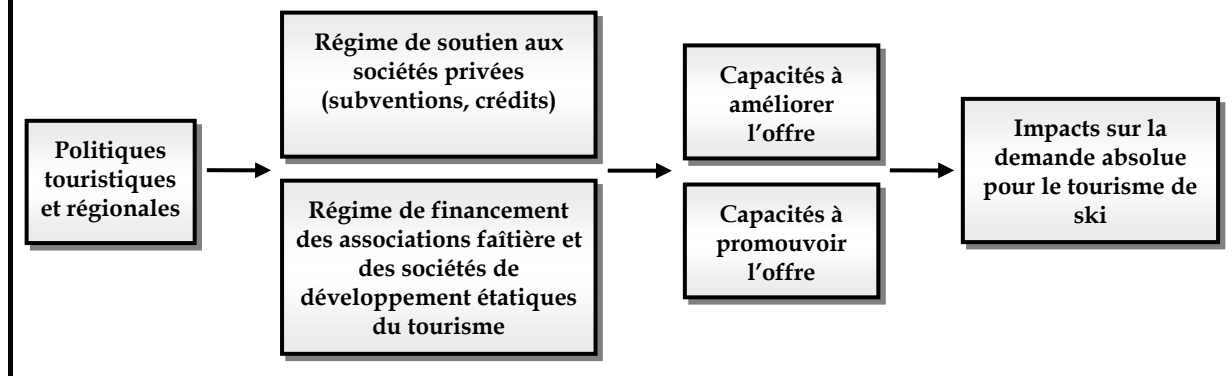 Politiques
touristiques
et régionales
Régime de soutien aux
sociétés privées
(subventions, crédits)
Régime de financement
des associations faîtière et
des sociétés de
développement étatiques
du tourisme
Capacités à
améliorer
l’offre
Capacités à
promouvoir
l’offre
Impacts sur la
demande absolue
pour le tourisme de
ski